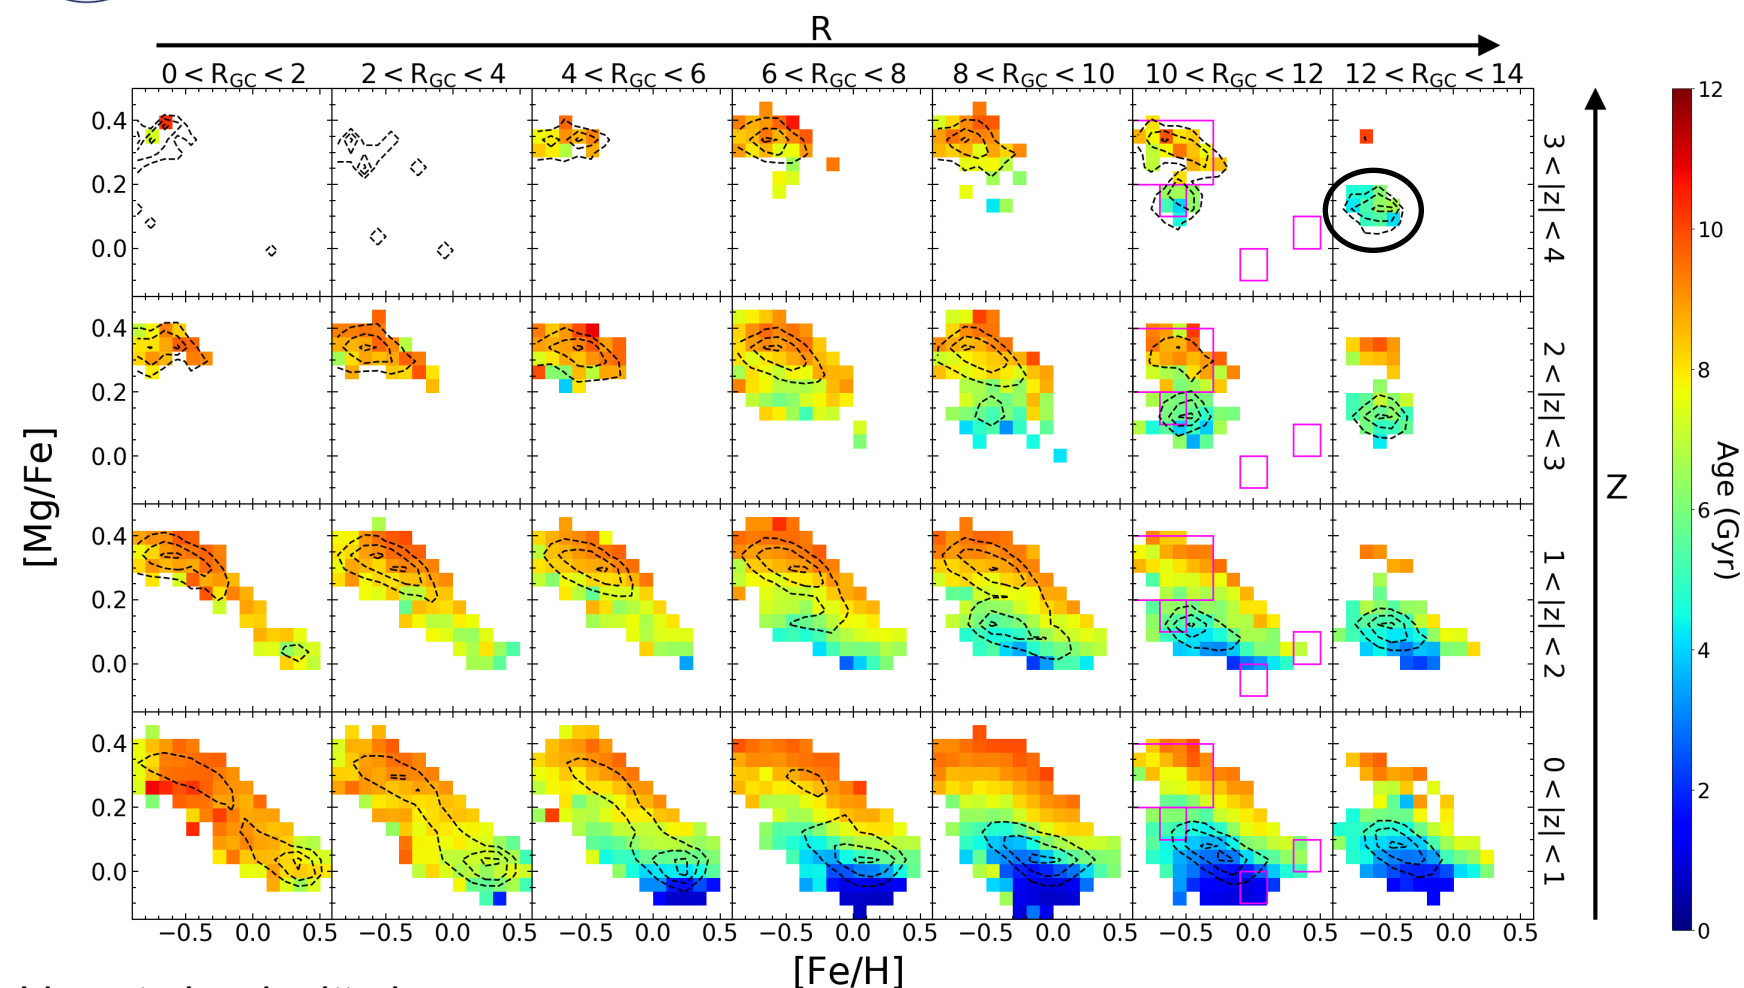 R
0 < R_GC < 2 2 < R_GC < 4 4 < R_GC < 6 6 < R_GC < 8 8 < R_GC < 10 10 < R_GC < 12 12 < R_GC < 14
0.4
0.2
0.0
3 < |z| < 4
0.4
0.2
0.0
2 < |z| < 3
0.4
0.2
0.0
1 < |z| < 2
0.4
0.2
0.0
0 < |z| < 1
−0.5 0.0 0.5 −0.5 0.0 0.5 −0.5 0.0 0.5 −0.5 0.0 0.5 −0.5 0.0 0.5 −0.5 0.0 0.5 −0.5 0.0 0.5
[Fe/H]
[Mg/Fe]
Z
12
10
8
6
4
2
0
Age (Gyr)